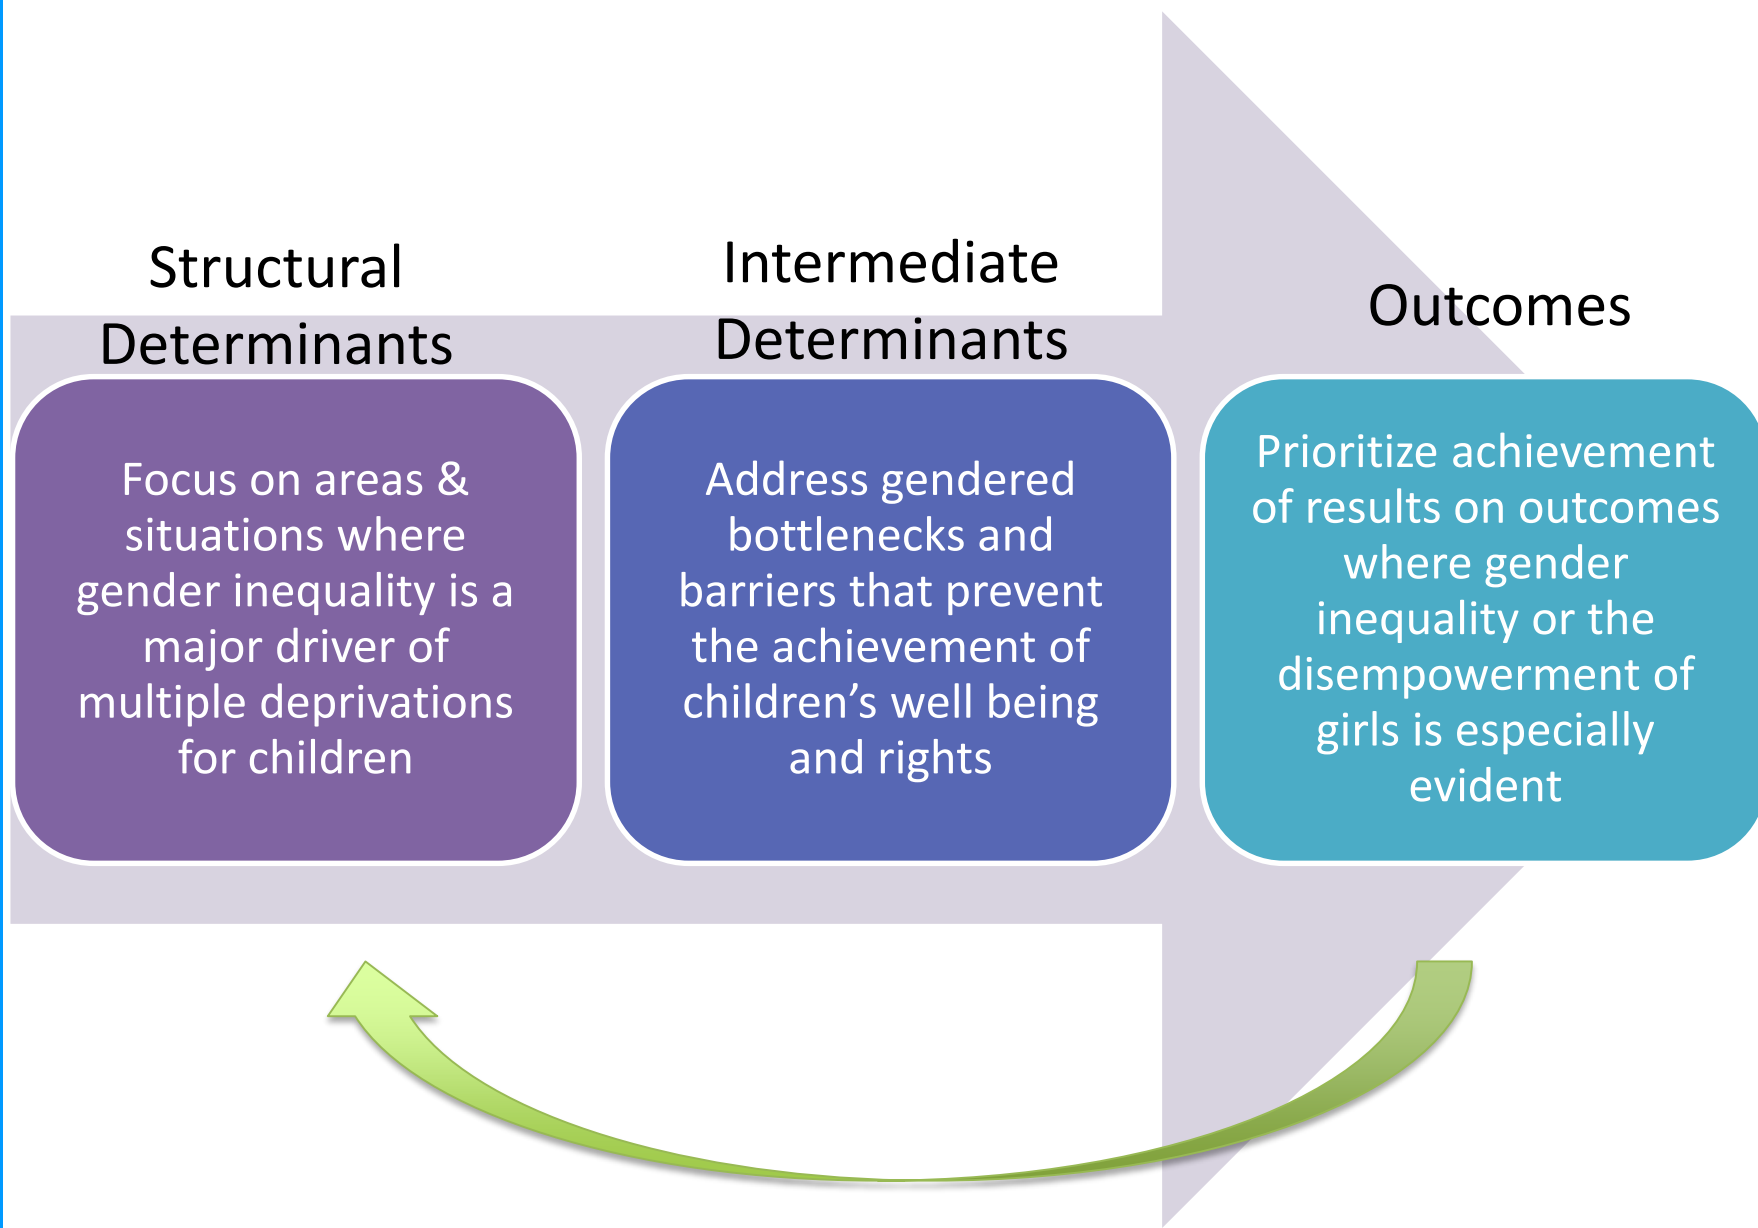 Structural
Determinants
Focus on areas &
situations where
gender inequality is a
major driver of
multiple deprivations
for children
Intermediate
Determinants
Address gendered
bottlenecks and
barriers that prevent
the achievement of
children’s well being
and rights
Outcomes
Prioritize achievement
of results on outcomes
where gender
inequality or the
disempowerment of
girls is especially
evident